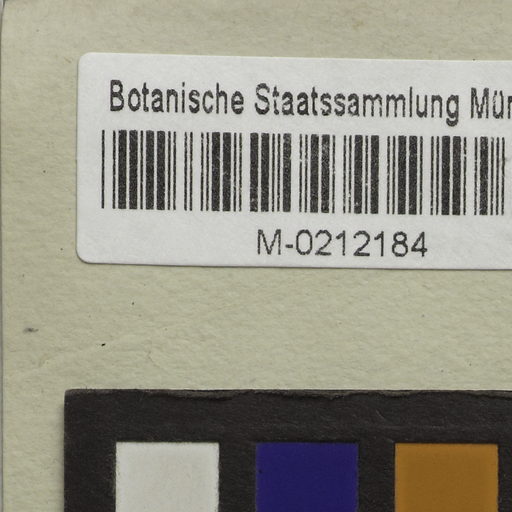 Botanische Staatssammlung Mün
M-0212184